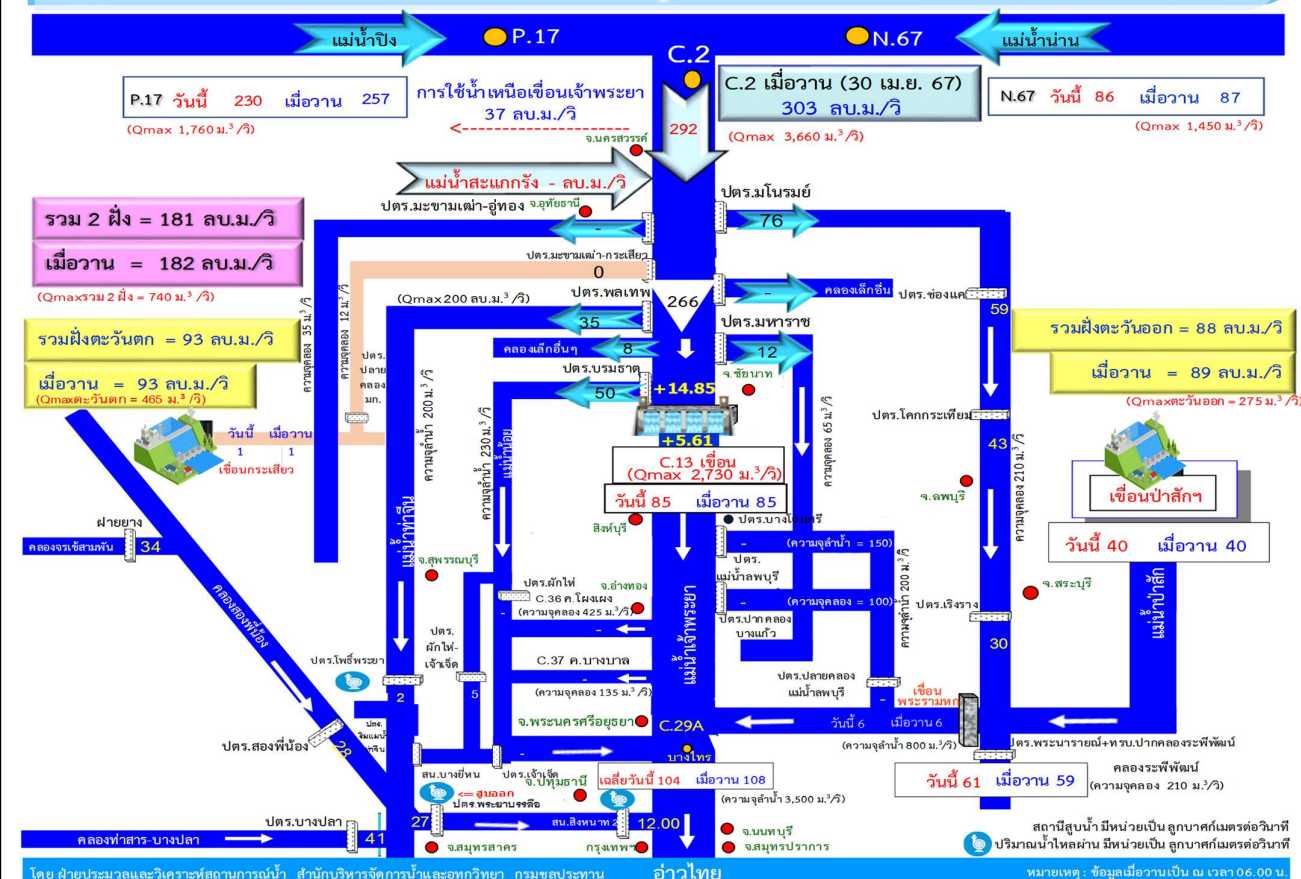 แม่น้ำปิง
P.17
C.2
N.67
แม่น้ำน่าน
P.17 วันนี้ 230 เมื่อวาน 257
(Qmax 1,760 ม.³/วิ)
การใช้น้ำเหนือเขื่อนเจ้าพระยา
37 ลบ.ม./วิ
<----------------------
จ.นครสวรรค์
292
C.2 เมื่อวาน (30 เม.ย. 67)
303 ลบ.ม./วิ
(Qmax 3,660 ม.³/วิ)
N.67 วันนี้ 86 เมื่อวาน 87
(Qmax 1,450 ม.³/วิ)
แม่น้ำสะแกกรัง - ลบ.ม./วิ
ปตร.มะขามเฒ่า-อู่ทอง จ.อุทัยธานี
-
ปตร.มโนรมย์
76
รวม 2 ฝั่ง = 181 ลบ.ม./วิ
เมื่อวาน = 182 ลบ.ม./วิ
(Qmaxรวม 2 ฝั่ง = 740 ม.³/วิ)
ปตร.มะขามเฒ่า-กระเสียว
0
ปตร.พลเทพ
(Qmax 200 ลบ.ม./วิ)
35
266
-
คลองเล็กอื่น
ปตร.ช่องแค
59
ความจุคลอง 35 ม.³/วิ
ความจุคลอง 12 ม.³/วิ
รวมฝั่งตะวันตก = 93 ลบ.ม./วิ
เมื่อวาน = 93 ลบ.ม./วิ
(Qmaxตะวันตก = 465 ม.³/วิ)
ปตร.
ปลาย
คลอง
มก.
คลองเล็กอื่นๆ
8
ปตร.มหาราช
12
จ.ชัยนาท
รวมฝั่งตะวันออก = 88 ลบ.ม./วิ
เมื่อวาน = 89 ลบ.ม./วิ
(Qmaxตะวันออก = 275 ม.³/วิ)
ปตร.บรมธาตุ
50
+14.85
+5.61
C.13 เขื่อน
(Qmax 2,730 ม.³/วิ)
วันนี้ 85 เมื่อวาน 85
วันนี้ เมื่อวาน
1 1
เขื่อนกระเสียว
ความจุลำน้ำ 200 ม.³/วิ
ความจุลำน้ำ 230 ม.³/วิ
แม่น้ำน้อย
แม่น้ำท่าจีน
ความจุคลอง 65 ม.³/วิ
ปตร.โคกกระเทียม
43
ความจุคลอง 210 ม.³/วิ
จ.ลพบุรี
เขื่อนป่าสักฯ
วันนี้ 40 เมื่อวาน 40
แม่น้ำป่าสัก
จ.สระบุรี
ฝายยาง
คลองจรเข้สามพัน
34
คลองสองพี่น้อง
จ.สุพรรณบุรี
สิงห์บุรี
ปตร.บางโฉมศรี
-
(ความจุลำน้ำ = 150)
ปตร.
แม่น้ำลพบุรี
-
(ความจุคลอง = 100)
ความจุลำน้ำ 200 ม.³/วิ
ปตร.ปากคลอง
บางแก้ว
ปตร.ผักไห่
C.36 ค.โผงเผง
(ความจุคลอง 425 ม.³/วิ)
จ.อ่างทอง
-
-
แม่น้ำเจ้าพระยา
ปตร.เริงราง
30
ปตร.
ผักไห่-
เจ้าเจ็ด
5
C.37 ค.บางบาล
-
(ความจุคลอง 135 ม.³/วิ)
ปตร.โพธิ์พระยา
2
ปตร.ปลายคลอง
แม่น้ำลพบุรี
-
เขื่อน
พระรามหก
จ.พระนครศรีอยุธยา
C.29A
บางไทร
วันนี้ 6 เมื่อวาน 6
(ความจุลำน้ำ 800 ม.³/วิ)
ปตร.สองพี่น้อง
28
-
ปตร.พระนารายณ์+ทรบ.ปากคลองระพีพัฒน์
คลองระพีพัฒน์
(ความจุคลอง 210 ม.³/วิ)
วันนี้ 61 เมื่อวาน 59
สน.บางยี่หน
ปตร.เจ้าเจ็ด
จ.ปทุมธานี
เฉลี่ยวันนี้ 104 เมื่อวาน 108
(ความจุลำน้ำ 3,500 ม.³/วิ)
<= สูบออก
ปตร.พระยาบรรลือ
27
สน.สิงหนาท 2
12.00
ปตร.บางปลา
คลองท่าสาร-บางปลา
41
จ.สมุทรสาคร
กรุงเทพฯ
จ.นนทบุรี
จ.สมุทรปราการ
สถานีสูบน้ำ มีหน่วยเป็น ลูกบาศก์เมตรต่อวินาที
ปริมาณน้ำไหลผ่าน มีหน่วยเป็น ลูกบาศก์เมตรต่อวินาที
โดย ฝ่ายประมวลและวิเคราะห์สถานการณ์น้ำ สำนักบริหารจัดการน้ำและอุทกวิทยา กรมชลประทาน
อ่าวไทย
หมายเหตุ : ข้อมูลเมื่อวานเป็น ณ เวลา 06.00 น.